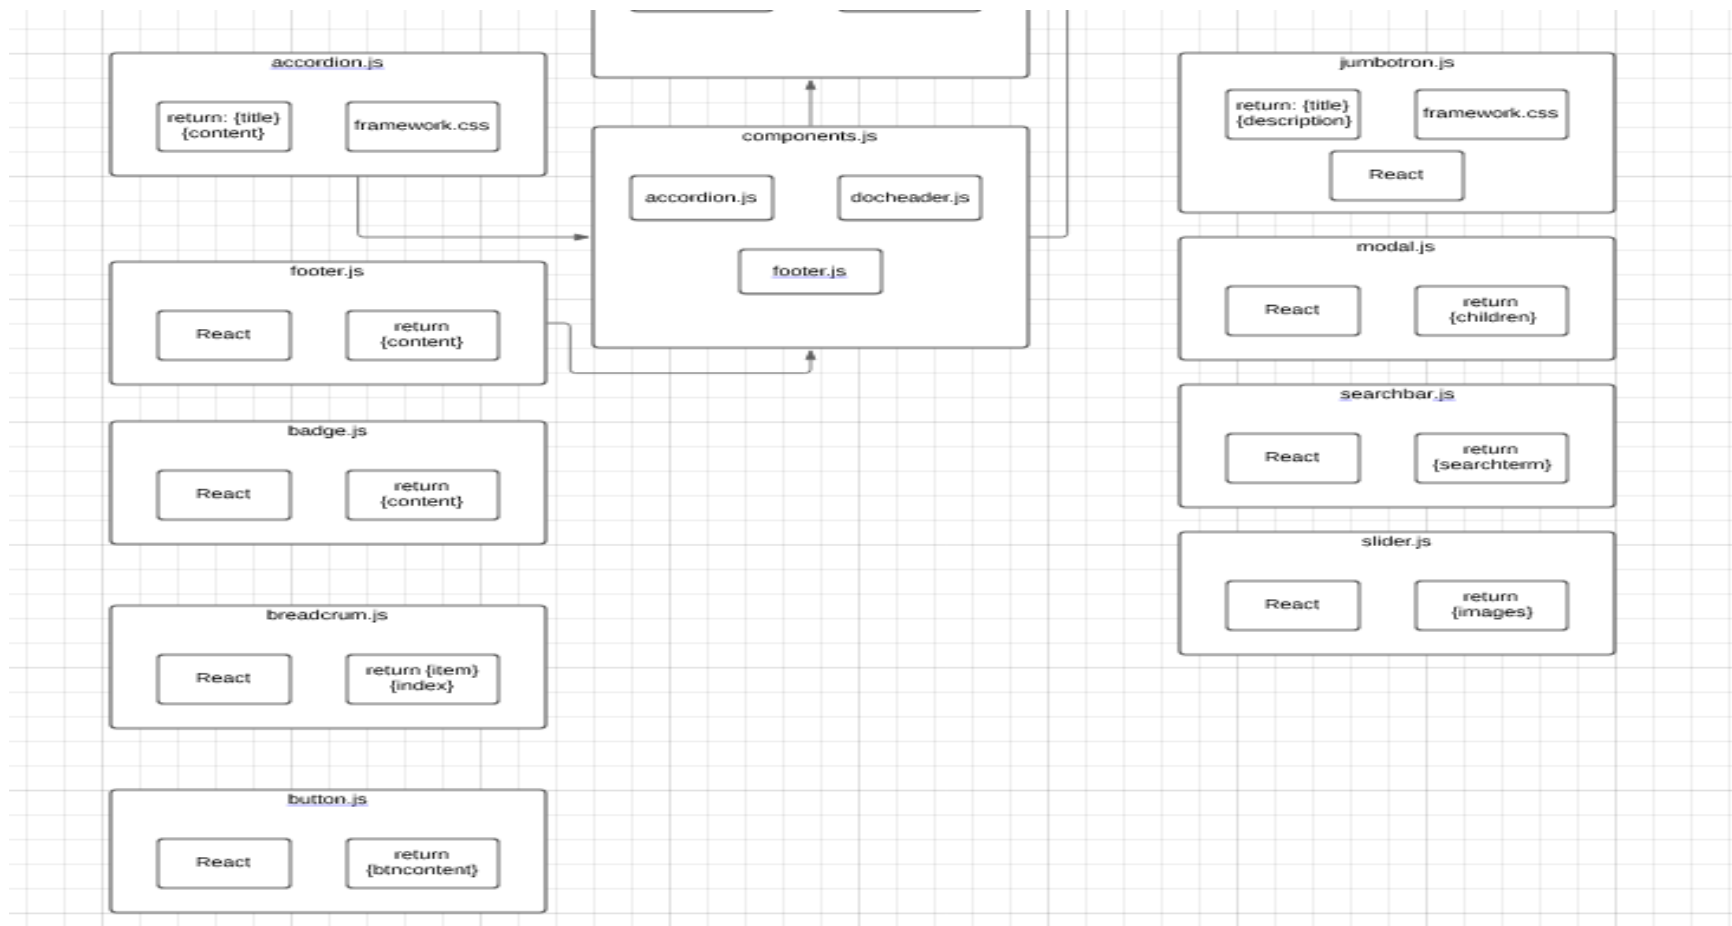 accordion.js
return: {title}
{content}
framework.css
footer.js
React
return
{content}
badge.js
React
return
{content}
breadcrum.js
React
return {item}
{index}
button.js
React
return
{btncontent}
components.js
accordion.js
docheader.js
footer.js
jumbotron.js
return: {title}
{description}
framework.css
React
modal.js
React
return
{children}
searchbar.js
React
return
{searchterm}
slider.js
React
return
{images}